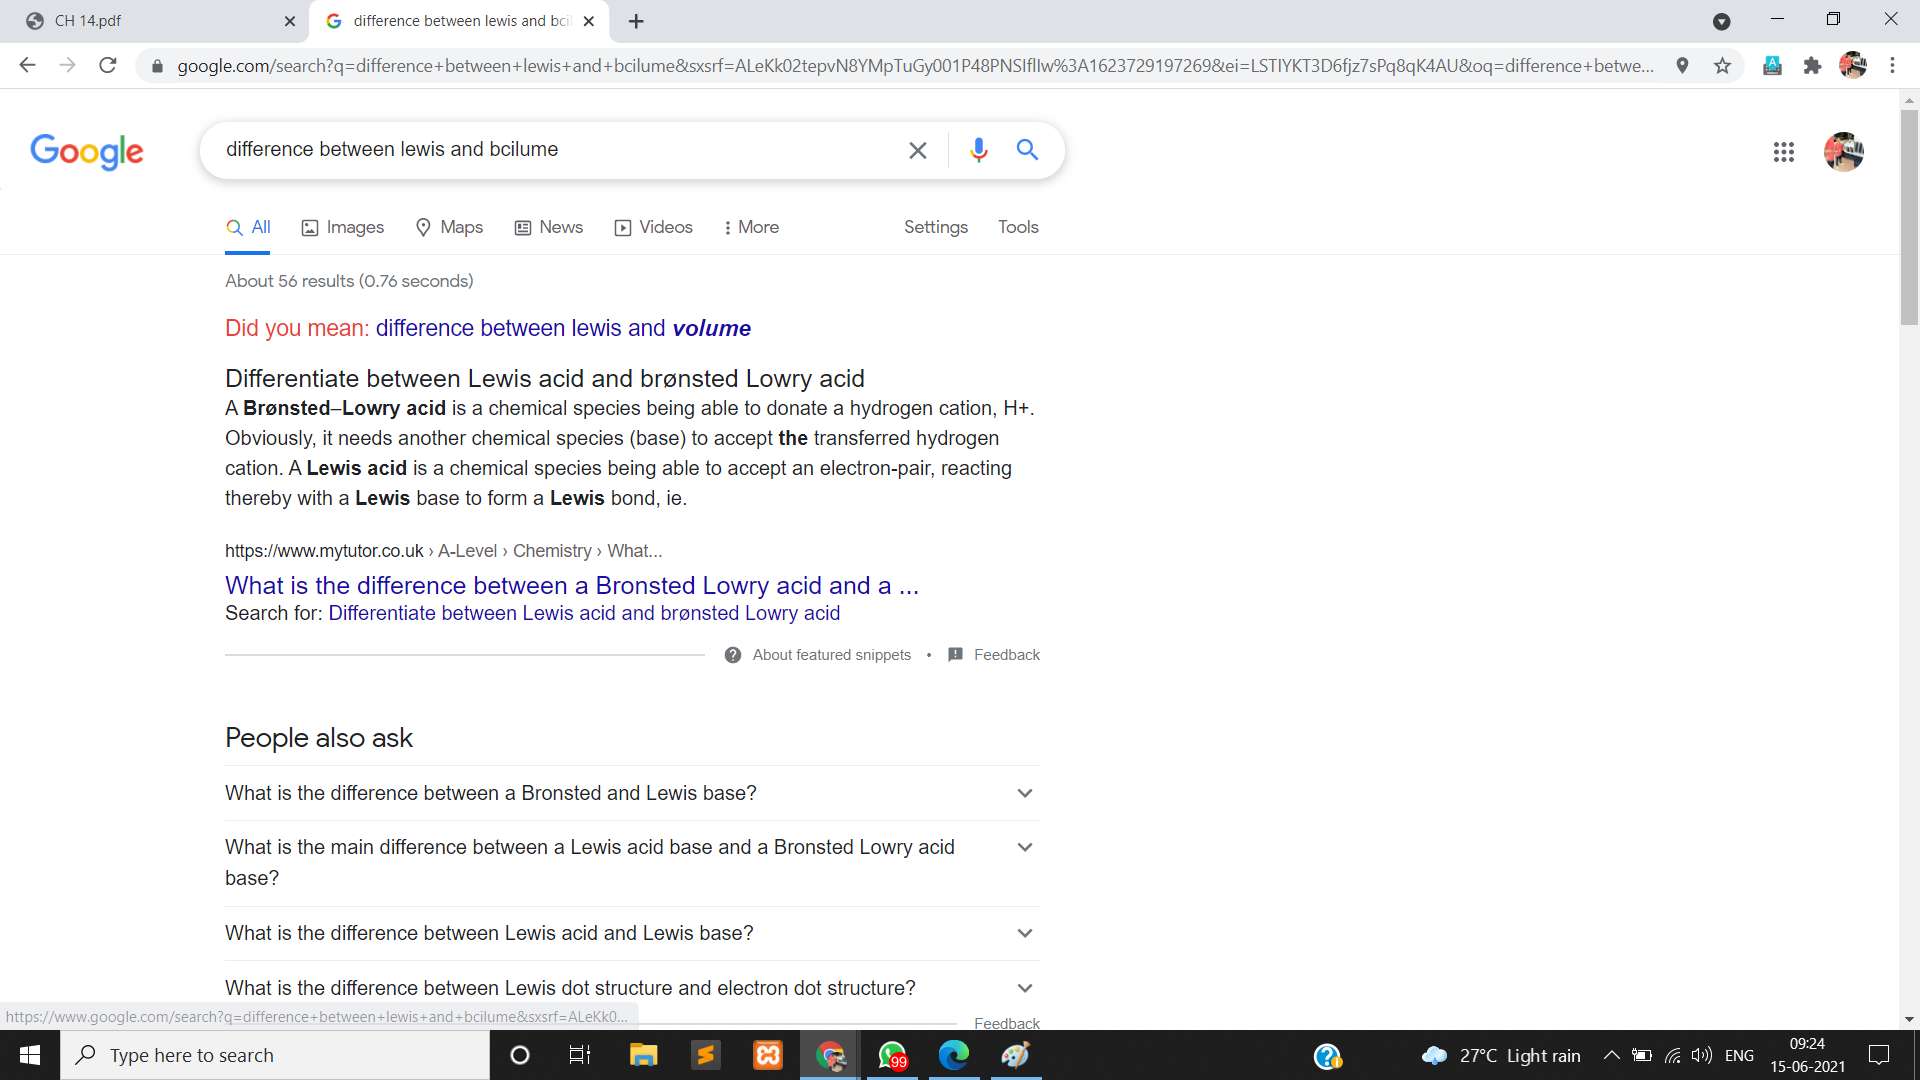 CH 14.pdf
difference between lewis and bci
google.com/search?q=difference+between+lewis+and+bcilume&sxsrf=ALeKk02tepvN8YMpTuGy001P48PNSIfIIw%3A1623729197269&ei=LSTIYKT3D6fjz7sPq8qK4AU&oq=difference+betwe...
Google
difference between lewis and bcilume
All Images Maps News Videos More Settings Tools
About 56 results (0.76 seconds)
Did you mean: difference between lewis and volume
Differentiate between Lewis acid and brønsted Lowry acid
A Brønsted–Lowry acid is a chemical species being able to donate a hydrogen cation, H+.
Obviously, it needs another chemical species (base) to accept the transferred hydrogen
cation. A Lewis acid is a chemical species being able to accept an electron-pair, reacting
thereby with a Lewis base to form a Lewis bond, ie.
https://www.mytutor.co.uk › A-Level › Chemistry › What...
What is the difference between a Bronsted Lowry acid and a ...
Search for: Differentiate between Lewis acid and brønsted Lowry acid
About featured snippets • Feedback
People also ask
What is the difference between a Bronsted and Lewis base?
What is the main difference between a Lewis acid base and a Bronsted Lowry acid
base?
What is the difference between Lewis acid and Lewis base?
What is the difference between Lewis dot structure and electron dot structure?
https://www.google.com/search?q=difference+between+lewis+and+bcilume&sxsrf=ALeKk0...
Feedback
Type here to search
99
27°C Light rain
ENG
09:24
15-06-2021